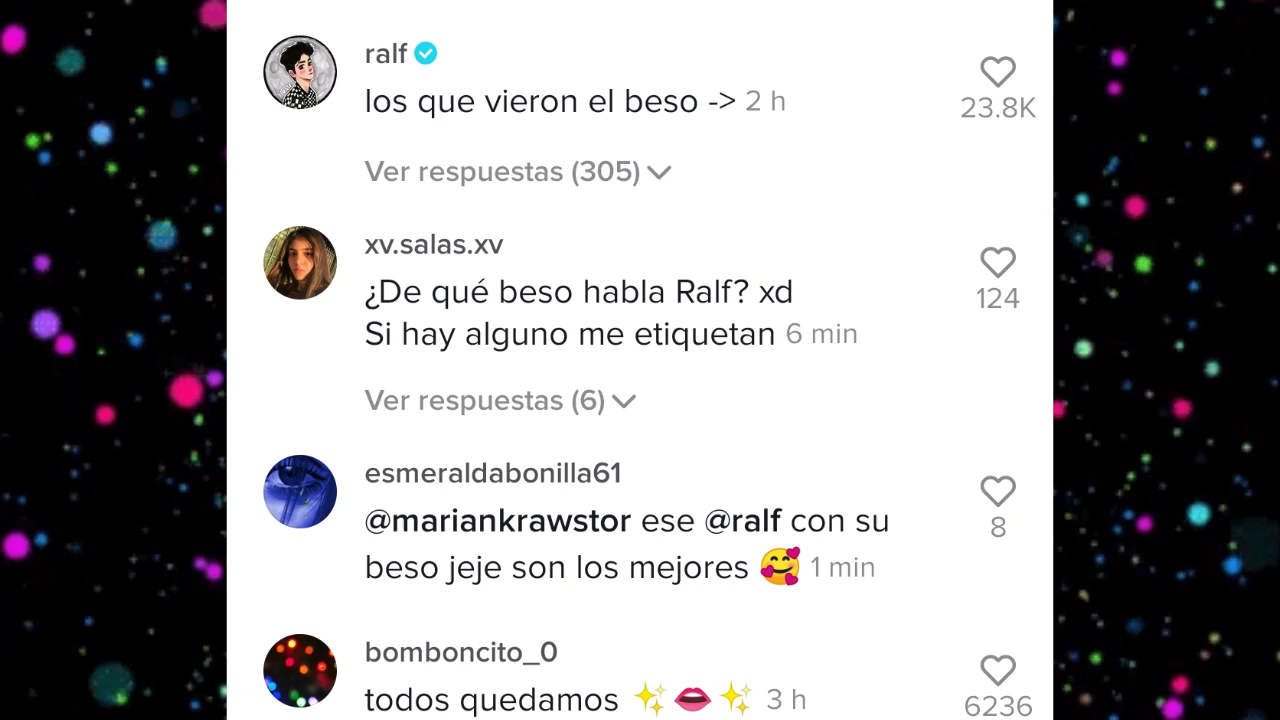 ralf
los que vieron el beso -> 2 h
23.8K
Ver respuestas (305)
xv.salas.xv
¿De qué beso habla Ralf? xd
Si hay alguno me etiquetan 6 min
124
Ver respuestas (6)
esmeraldabonilla61
@mariankrawstor ese @ralf con su
beso jeje son los mejores 🥰 1 min
8
bomboncito_0
todos quedamos ✨👄✨ 3 h
6236